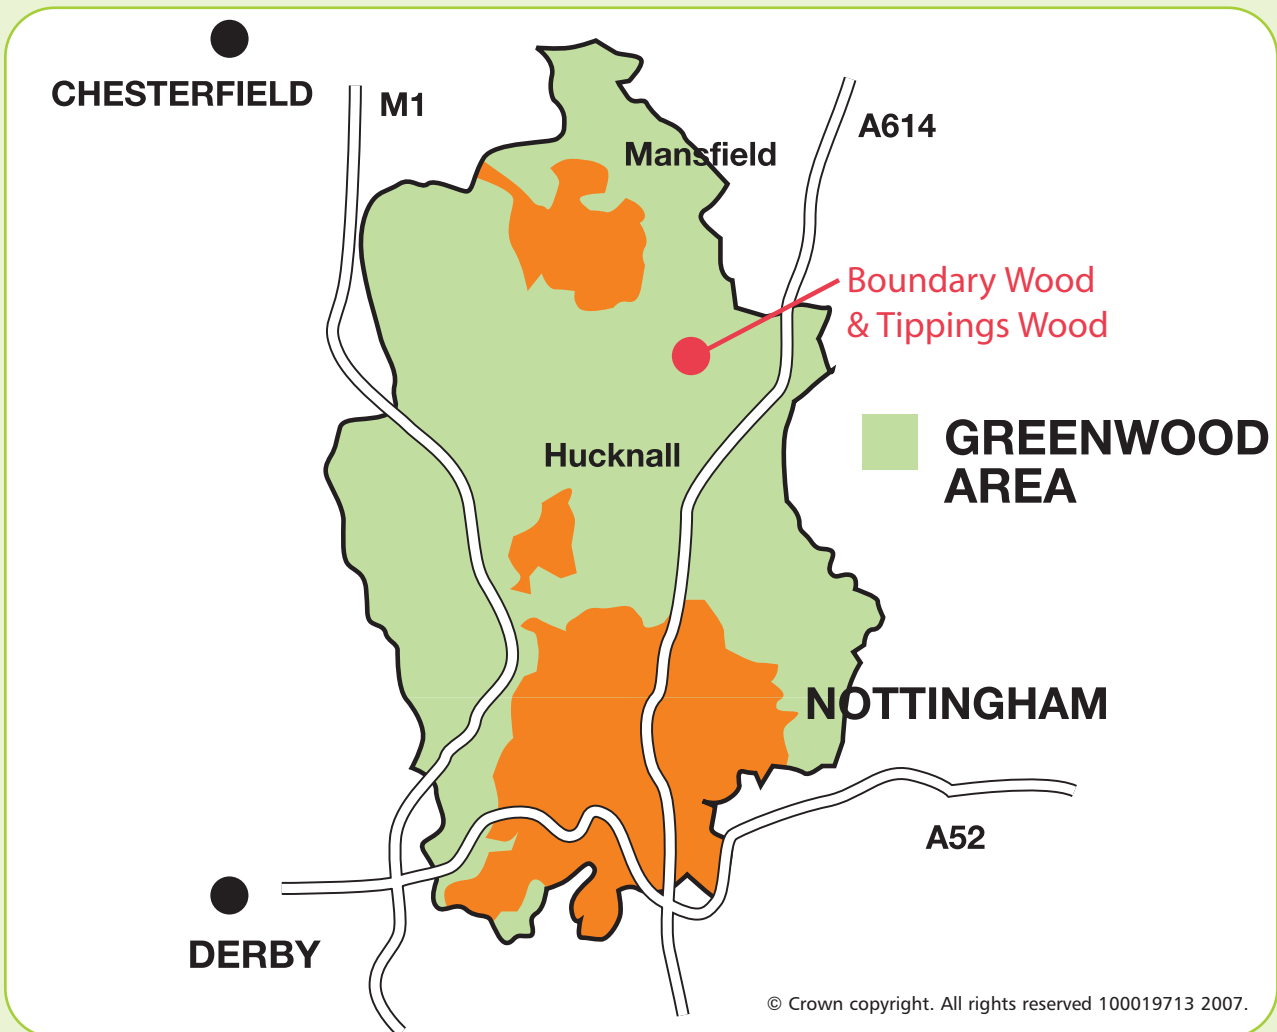 CHESTERFIELD
M1
A614
Mansfield
Boundary Wood
& Tippings Wood
GREENWOOD
AREA
Hucknall
NOTTINGHAM
A52
DERBY
© Crown copyright. All rights reserved 100019713 2007.